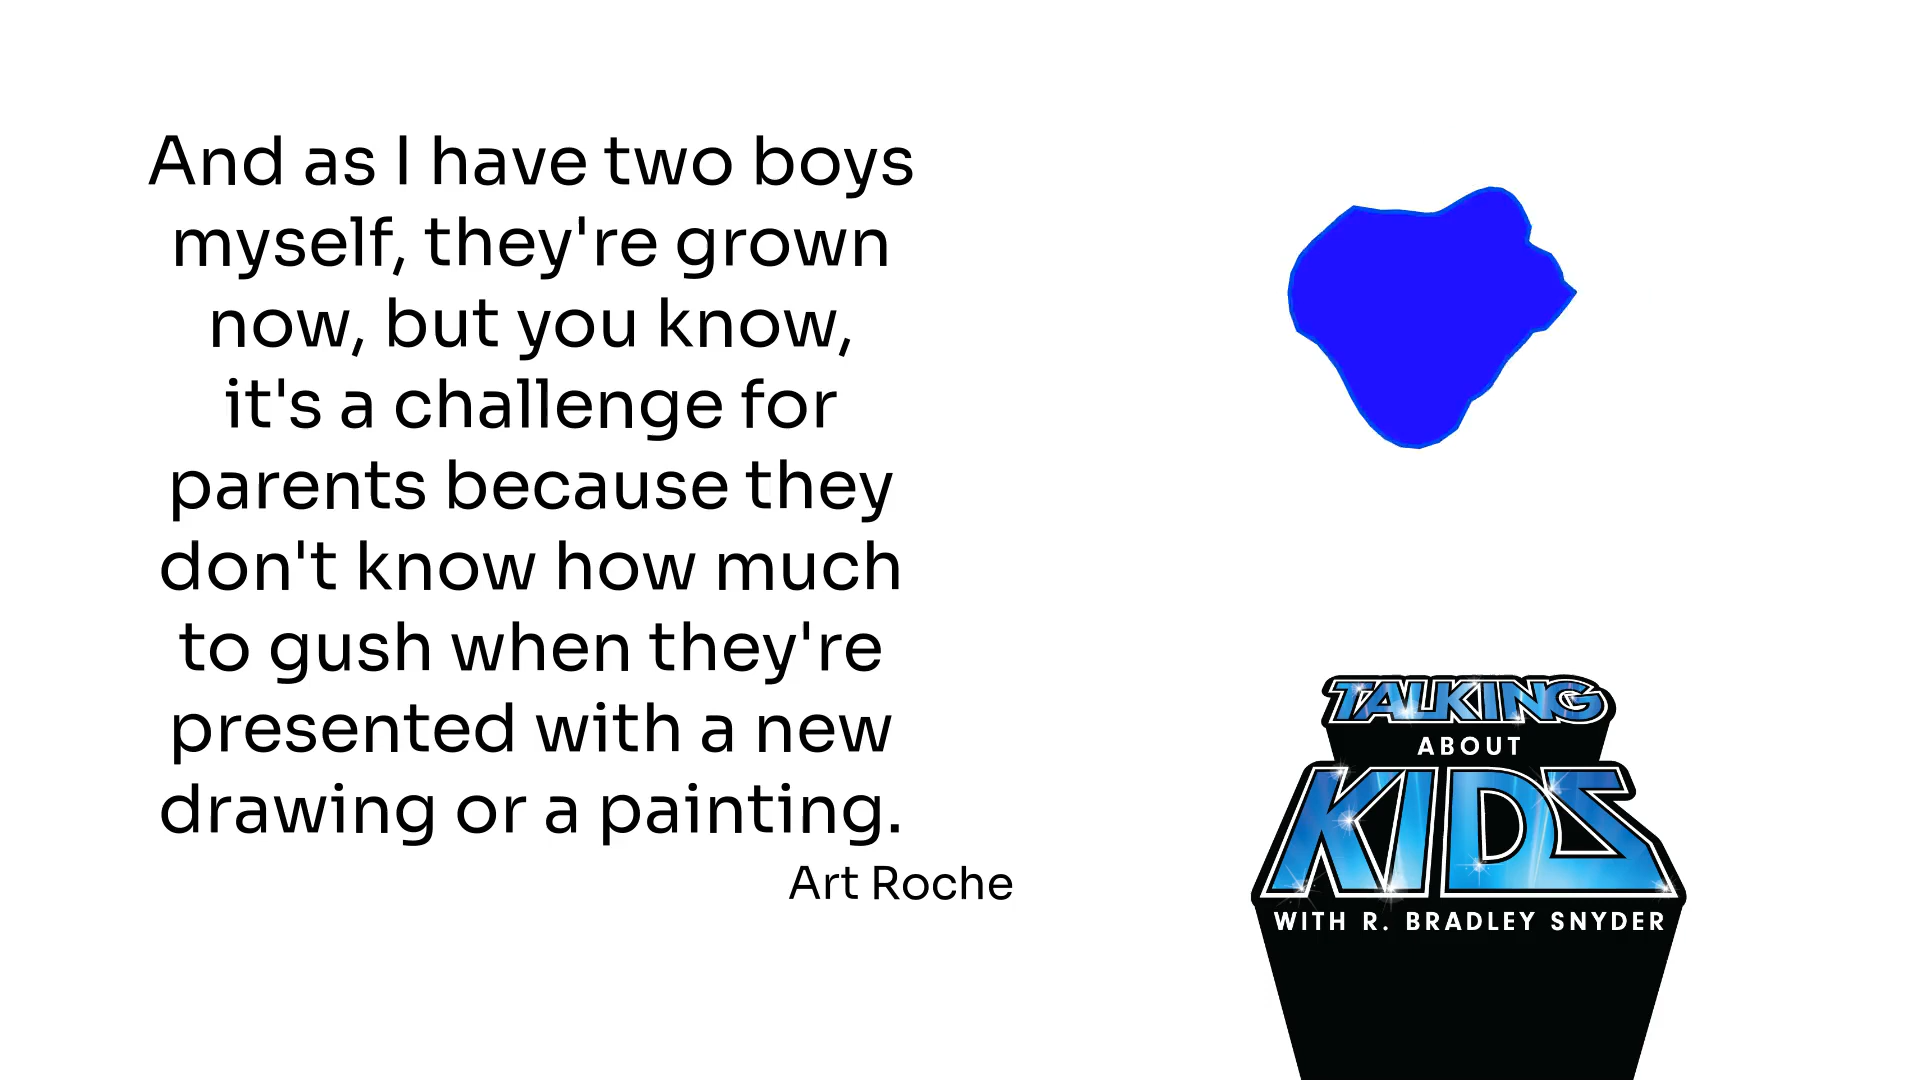 And as I have two boys
myself, they're grown
now, but you know,
it's a challenge for
parents because they
don't know how much
to gush when they're
presented with a new
drawing or a painting.
Art Roche
TALKING
ABOUT
KIDS
WITH R. BRADLEY SNYDER